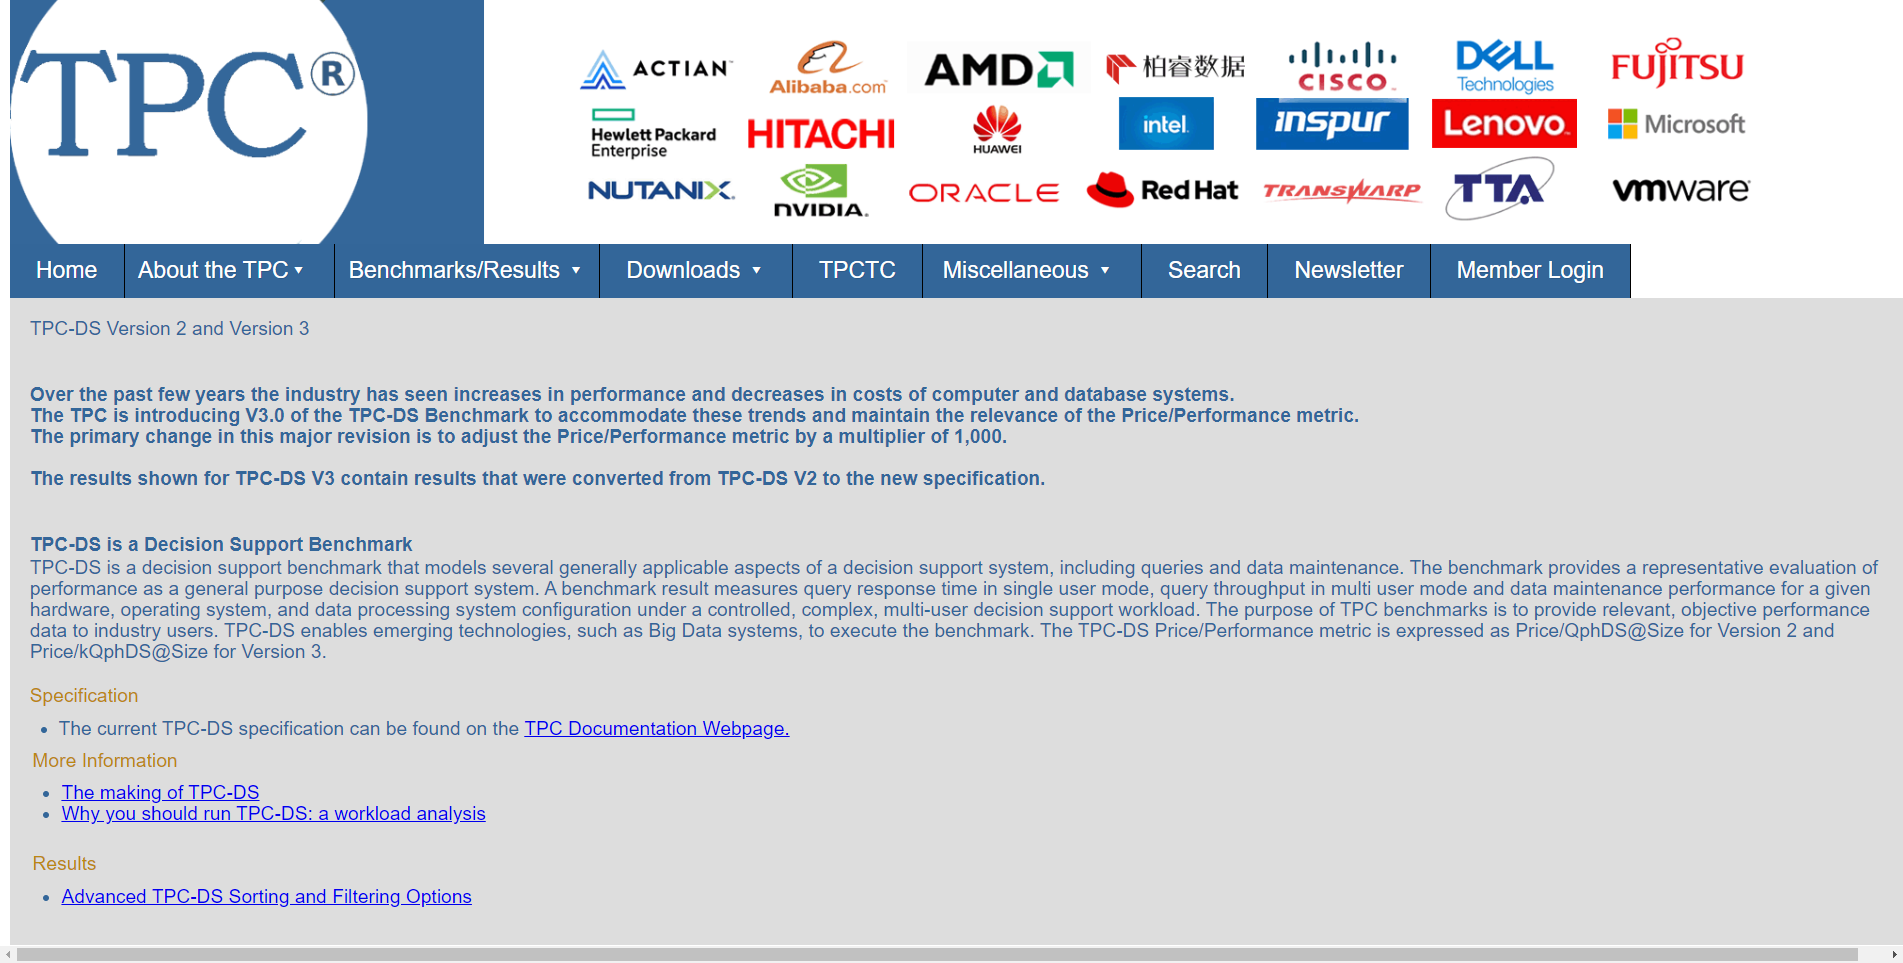 TPC®
ACTIAN
Alibaba.com
AMD
柏睿数据
CISCO
DELL
Technologies
FUJITSU
Hewlett Packard
Enterprise
HITACHI
HUAWEI
intel.
inspur
Lenovo
Microsoft
NUTANIX
NVIDIA.
ORACLE
Red Hat
TRANSWARP
TTA
vmware
Home
About the TPC
Benchmarks/Results
Downloads
TPCTC
Miscellaneous
Search
Newsletter
Member Login
TPC-DS Version 2 and Version 3
Over the past few years the industry has seen increases in performance and decreases in costs of computer and database systems.
The TPC is introducing V3.0 of the TPC-DS Benchmark to accommodate these trends and maintain the relevance of the Price/Performance metric.
The primary change in this major revision is to adjust the Price/Performance metric by a multiplier of 1,000.
The results shown for TPC-DS V3 contain results that were converted from TPC-DS V2 to the new specification.
TPC-DS is a Decision Support Benchmark
TPC-DS is a decision support benchmark that models several generally applicable aspects of a decision support system, including queries and data maintenance. The benchmark provides a representative evaluation of
performance as a general purpose decision support system. A benchmark result measures query response time in single user mode, query throughput in multi user mode and data maintenance performance for a given
hardware, operating system, and data processing system configuration under a controlled, complex, multi-user decision support workload. The purpose of TPC benchmarks is to provide relevant, objective performance
data to industry users. TPC-DS enables emerging technologies, such as Big Data systems, to execute the benchmark. The TPC-DS Price/Performance metric is expressed as Price/QphDS@Size for Version 2 and
Price/kQphDS@Size for Version 3.
Specification
• The current TPC-DS specification can be found on the TPC Documentation Webpage.
More Information
• The making of TPC-DS
• Why you should run TPC-DS: a workload analysis
Results
• Advanced TPC-DS Sorting and Filtering Options